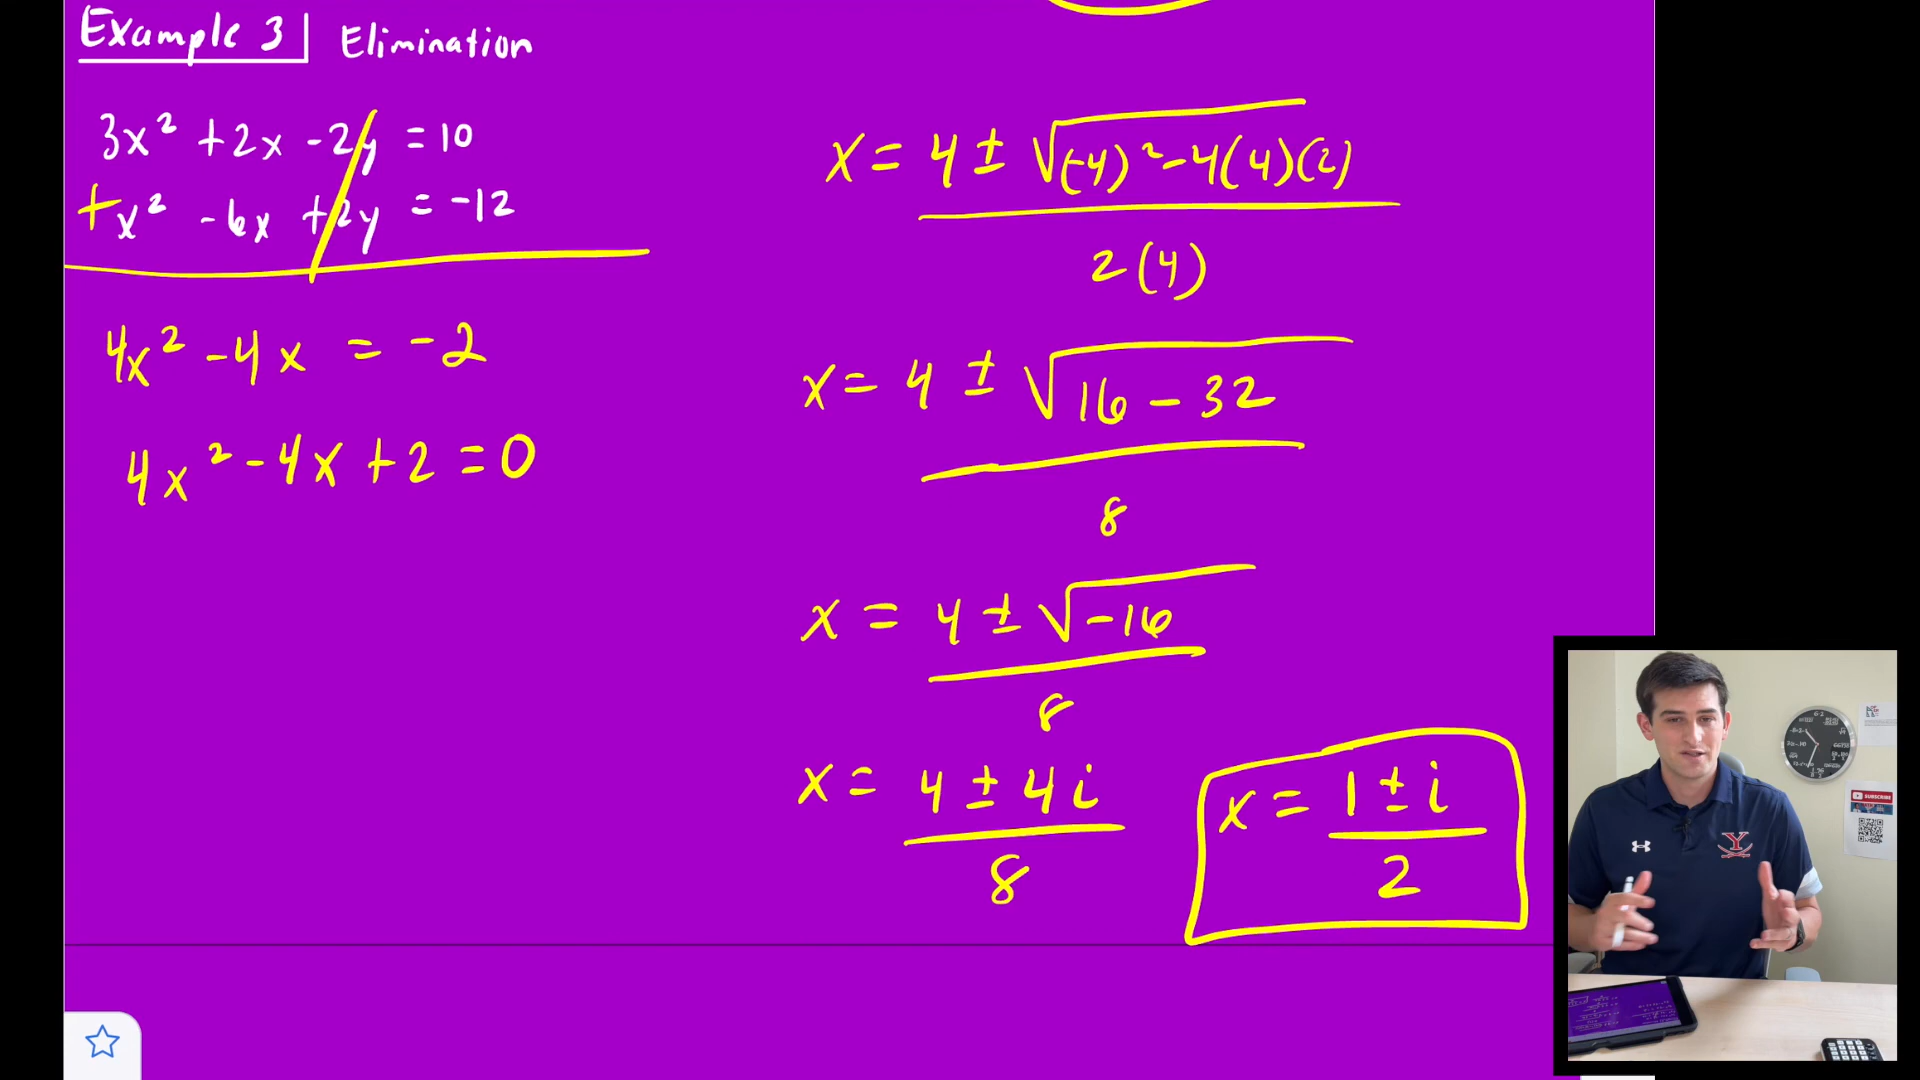 Example 3 Elimination
3x² + 2x - 2y = 10
+ x² - 6x + 2y = -12
4x² - 4x = -2
4x² - 4x + 2 = 0
x = 4 ± √(-4)² - 4(4)(2)
2(4)
x = 4 ± √16 - 32
8
x = 4 ± √-16
8
x = 4 ± 4i
8
x = 1 ± i
2
Y
SUBSCRIBE